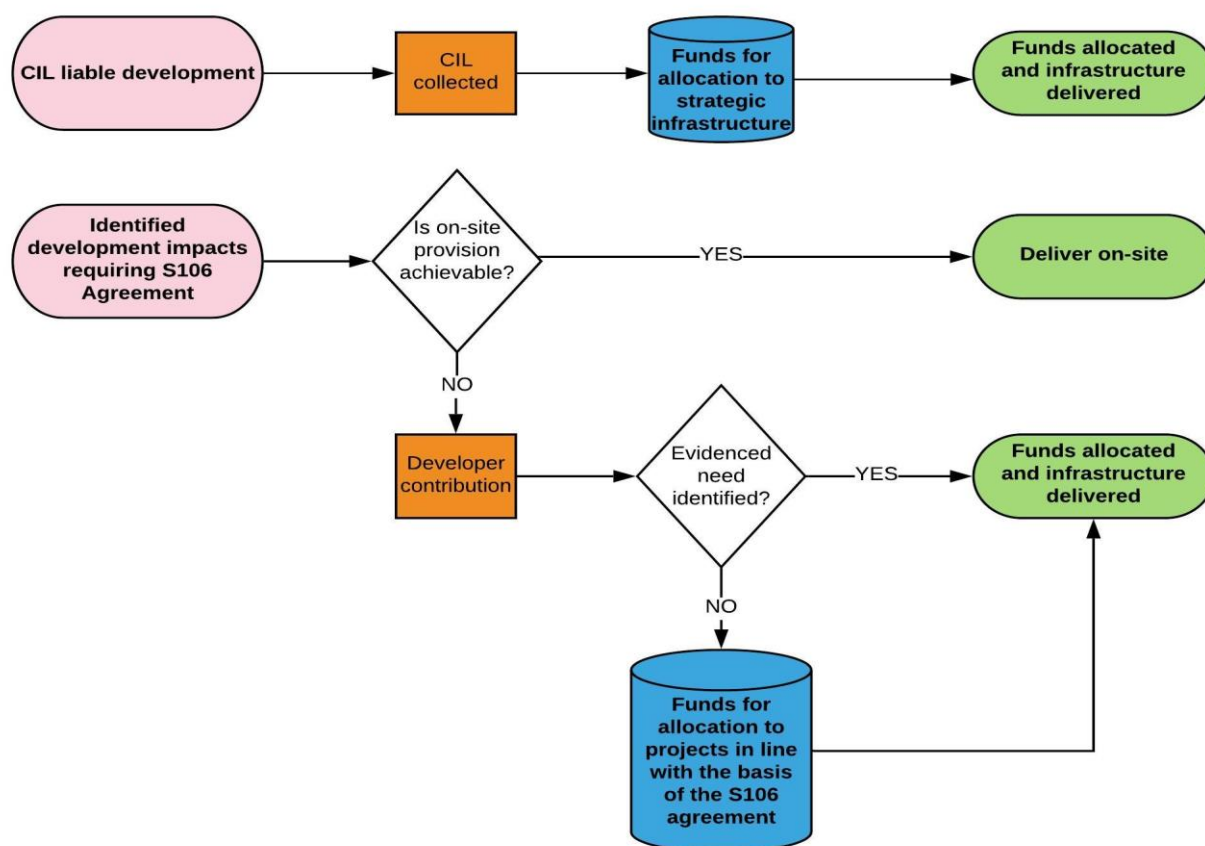 CIL liable development
CIL
collected
Funds for
allocation to
strategic
infrastructure
Funds allocated
and infrastructure
delivered
Identified
development impacts
requiring S106
Agreement
Is on-site
provision
achievable?
YES
Deliver on-site
NO
Developer
contribution
Evidenced
need
identified?
YES
Funds allocated
and infrastructure
delivered
NO
Funds for
allocation to
projects in line
with the basis
of the S106
agreement